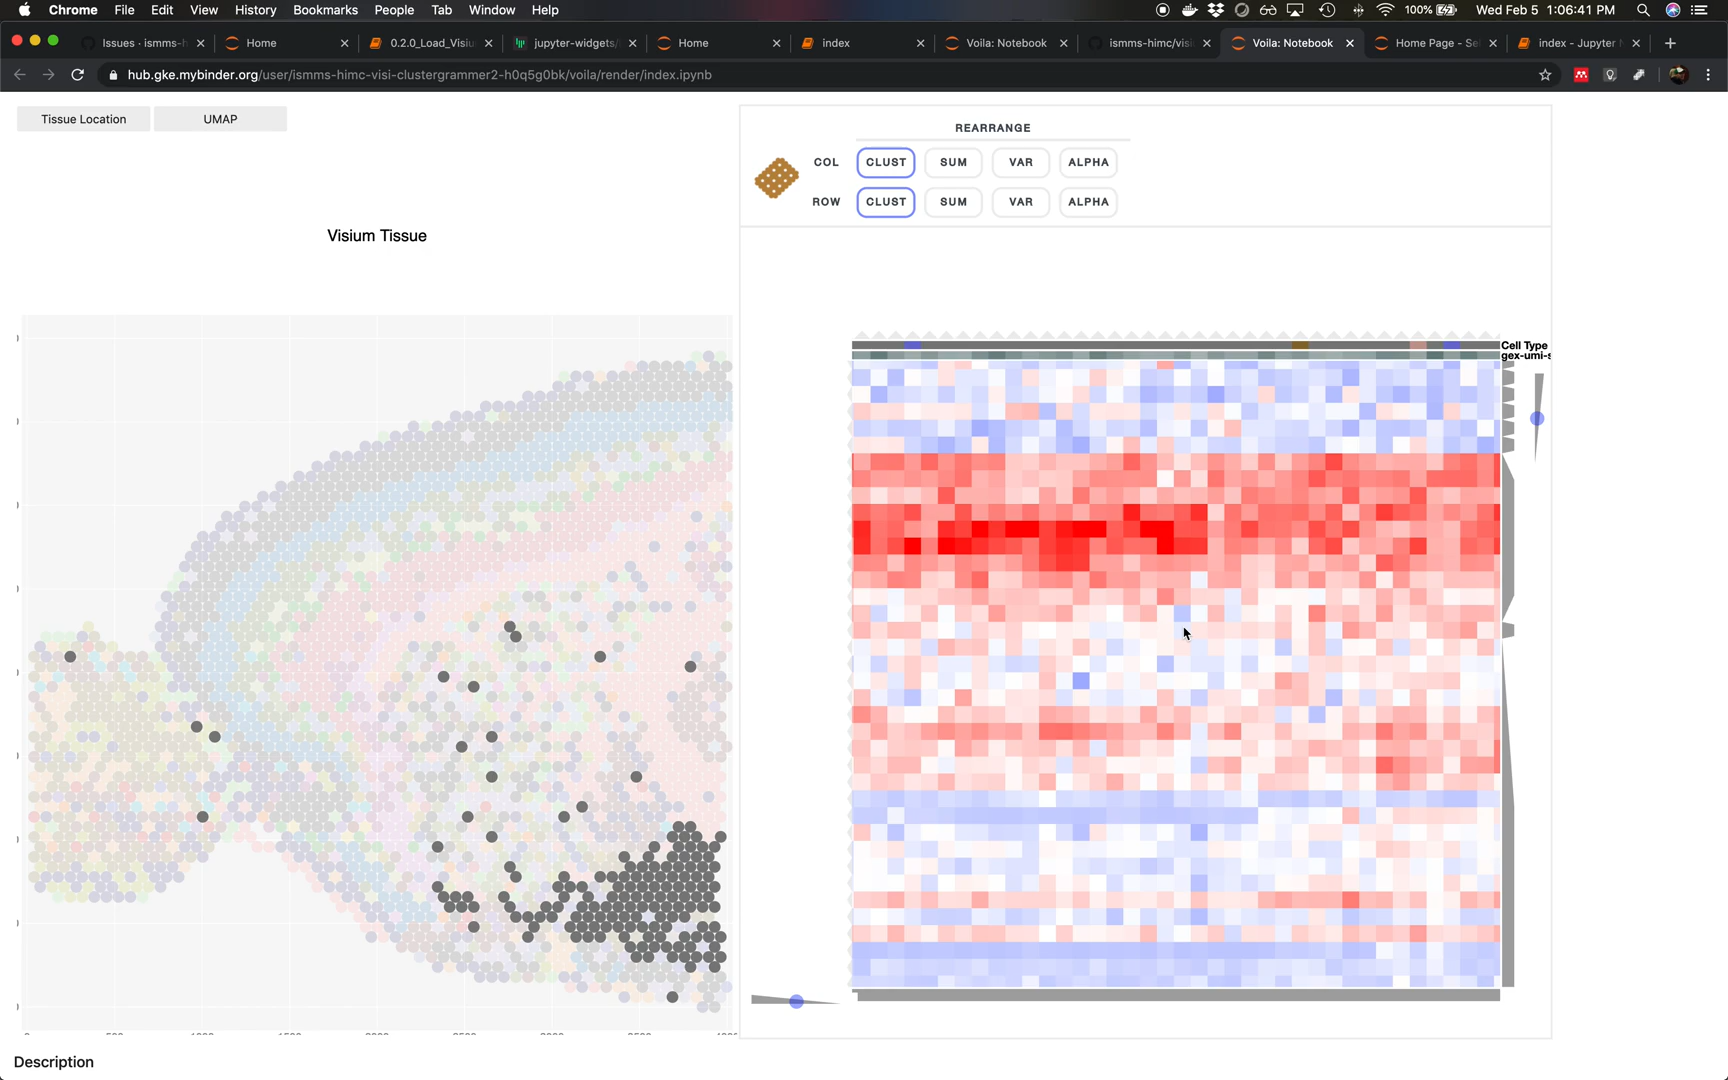 Chrome File Edit View History Bookmarks People Tab Window Help 100% Wed Feb 5 1:06:41 PM
Issues · ismms-h Home 0.2.0_Load_Visiu jupyter-widgets/ Home index Voila: Notebook ismms-himc/visi Voila: Notebook Home Page - Se index - Jupyter
hub.gke.mybinder.org/user/ismms-himc-visi-clustergrammer2-h0q5g0bk/voila/render/index.ipynb
Tissue Location UMAP
REARRANGE
COL CLUST SUM VAR ALPHA
ROW CLUST SUM VAR ALPHA
Visium Tissue
Cell Type
gex-umi-s
Description